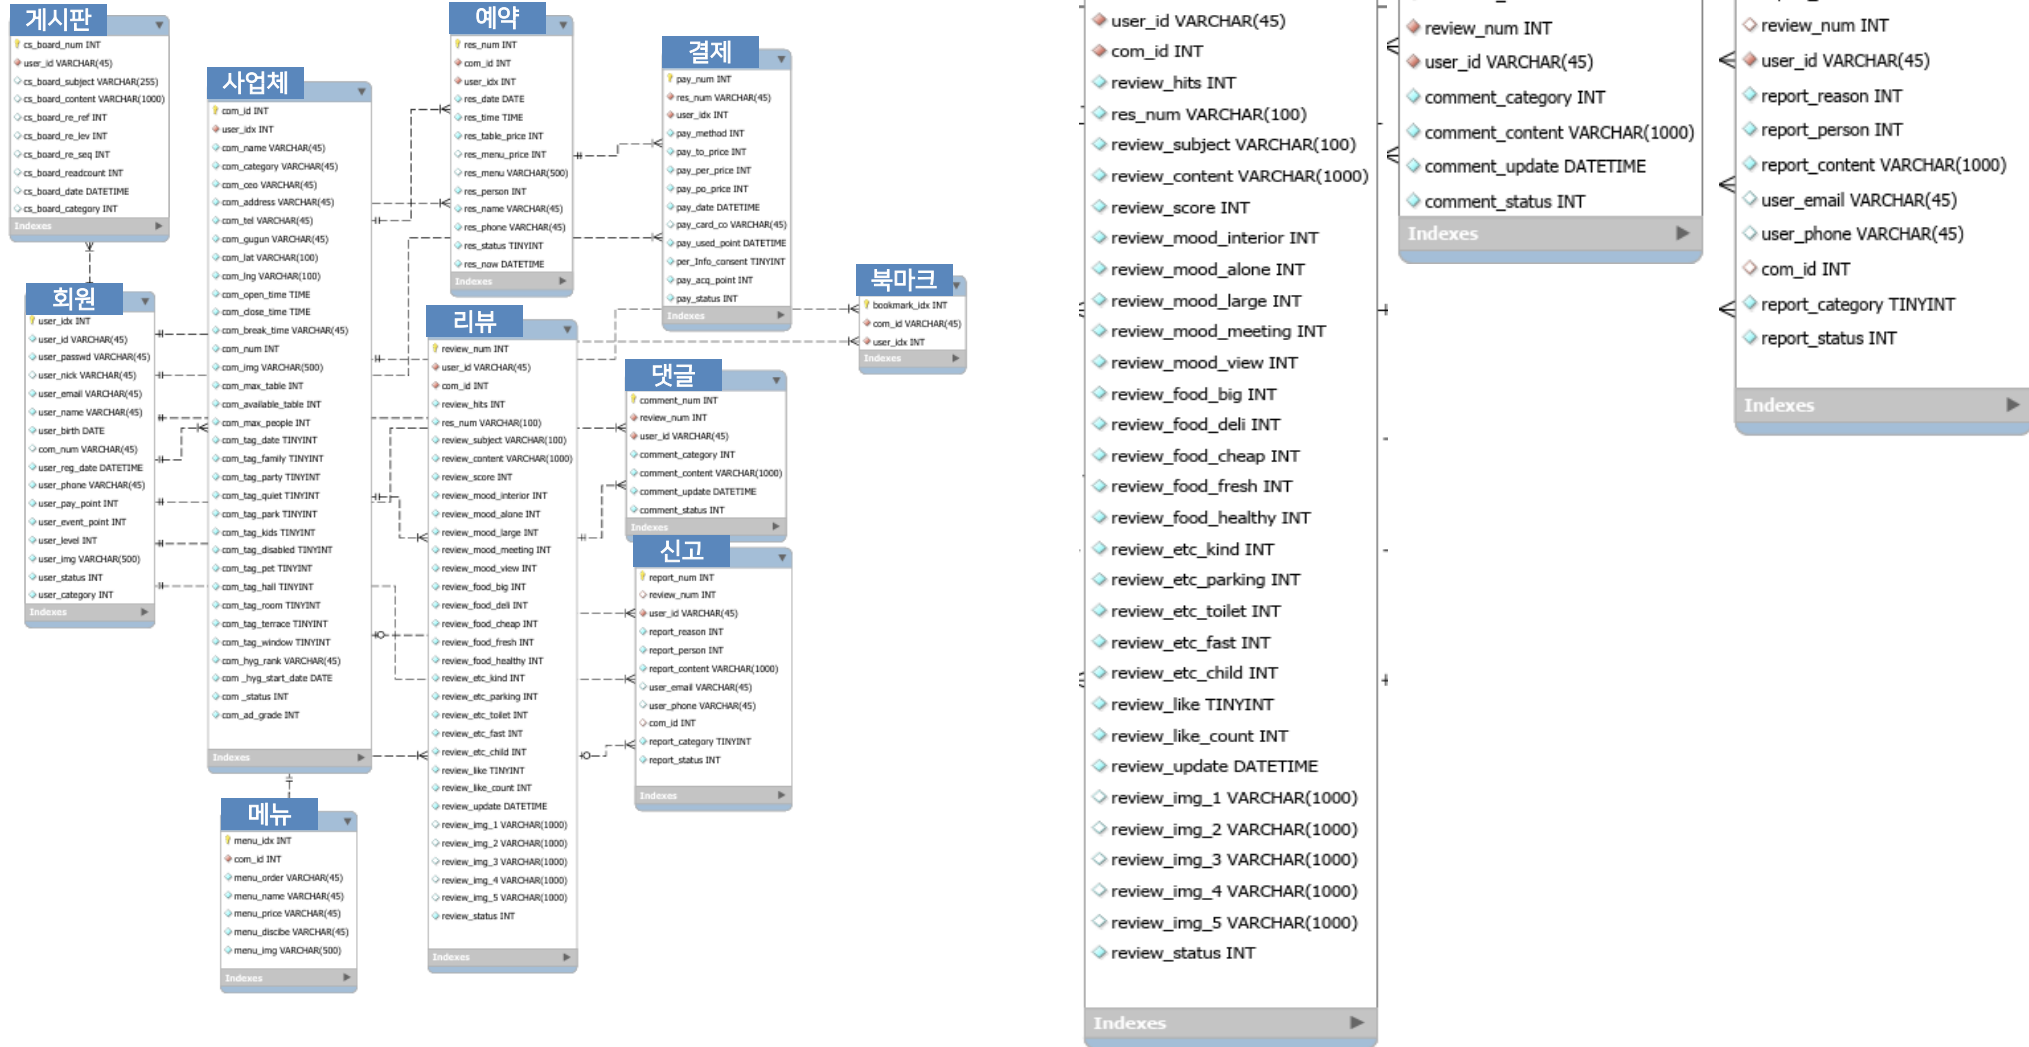 게시판
cs_board_num INT
user_id VARCHAR(45)
cs_board_subject VARCHAR(255)
cs_board_content VARCHAR(1000)
cs_board_re_ref INT
cs_board_re_lev INT
cs_board_re_seq INT
cs_board_readcount INT
cs_board_date DATETIME
cs_board_category INT
Indexes
회원
user_idx INT
user_id VARCHAR(45)
user_passwd VARCHAR(45)
user_nick VARCHAR(45)
user_email VARCHAR(45)
user_name VARCHAR(45)
user_birth DATE
com_num VARCHAR(45)
user_reg_date DATETIME
user_phone VARCHAR(45)
user_pay_point INT
user_event_point INT
user_level INT
user_img VARCHAR(500)
user_status INT
user_category INT
Indexes
사업체
com_id INT
user_idx INT
com_name VARCHAR(45)
com_category VARCHAR(45)
com_ceo VARCHAR(45)
com_address VARCHAR(45)
com_tel VARCHAR(45)
com_gugun VARCHAR(45)
com_lat VARCHAR(100)
com_lng VARCHAR(100)
com_open_time TIME
com_close_time TIME
com_break_time VARCHAR(45)
com_num INT
com_img VARCHAR(500)
com_max_table INT
com_available_table INT
com_max_people INT
com_tag_date TINYINT
com_tag_family TINYINT
com_tag_party TINYINT
com_tag_quiet TINYINT
com_tag_park TINYINT
com_tag_kids TINYINT
com_tag_disabled TINYINT
com_tag_pet TINYINT
com_tag_hall TINYINT
com_tag_room TINYINT
com_tag_terrace TINYINT
com_tag_window TINYINT
com_hyg_rank VARCHAR(45)
com _hyg_start_date DATE
com _status INT
com_ad_grade INT
Indexes
메뉴
menu_idx INT
com_id INT
menu_order VARCHAR(45)
menu_name VARCHAR(45)
menu_price VARCHAR(45)
menu_discibe VARCHAR(45)
menu_img VARCHAR(500)
Indexes
예약
res_num INT
com_id INT
user_idx INT
res_date DATE
res_time TIME
res_table_price INT
res_menu_price INT
res_menu VARCHAR(500)
res_person INT
res_name VARCHAR(45)
res_phone VARCHAR(45)
res_status TINYINT
res_now DATETIME
Indexes
리뷰
review_num INT
user_id VARCHAR(45)
com_id INT
review_hits INT
res_num VARCHAR(100)
review_subject VARCHAR(100)
review_content VARCHAR(1000)
review_score INT
review_mood_interior INT
review_mood_alone INT
review_mood_large INT
review_mood_meeting INT
review_mood_view INT
review_food_big INT
review_food_deli INT
review_food_cheap INT
review_food_fresh INT
review_food_healthy INT
review_etc_kind INT
review_etc_parking INT
review_etc_toilet INT
review_etc_fast INT
review_etc_child INT
review_like TINYINT
review_like_count INT
review_update DATETIME
review_img_1 VARCHAR(1000)
review_img_2 VARCHAR(1000)
review_img_3 VARCHAR(1000)
review_img_4 VARCHAR(1000)
review_img_5 VARCHAR(1000)
review_status INT
Indexes
결제
pay_num INT
res_num VARCHAR(45)
user_idx INT
pay_method INT
pay_to_price INT
pay_per_price INT
pay_po_price INT
pay_date DATETIME
pay_card_co VARCHAR(45)
pay_used_point DATETIME
per_Info_consent TINYINT
pay_acq_point INT
pay_status INT
Indexes
북마크
bookmark_idx INT
com_id VARCHAR(45)
user_idx INT
Indexes
댓글
comment_num INT
review_num INT
user_id VARCHAR(45)
comment_category INT
comment_content VARCHAR(1000)
comment_update DATETIME
comment_status INT
Indexes
신고
report_num INT
review_num INT
user_id VARCHAR(45)
report_reason INT
report_person INT
report_content VARCHAR(1000)
user_email VARCHAR(45)
user_phone VARCHAR(45)
com_id INT
report_category TINYINT
report_status INT
Indexes
user_id VARCHAR(45)
com_id INT
review_hits INT
res_num VARCHAR(100)
review_subject VARCHAR(100)
review_content VARCHAR(1000)
review_score INT
review_mood_interior INT
review_mood_alone INT
review_mood_large INT
review_mood_meeting INT
review_mood_view INT
review_food_big INT
review_food_deli INT
review_food_cheap INT
review_food_fresh INT
review_food_healthy INT
review_etc_kind INT
review_etc_parking INT
review_etc_toilet INT
review_etc_fast INT
review_etc_child INT
review_like TINYINT
review_like_count INT
review_update DATETIME
review_img_1 VARCHAR(1000)
review_img_2 VARCHAR(1000)
review_img_3 VARCHAR(1000)
review_img_4 VARCHAR(1000)
review_img_5 VARCHAR(1000)
review_status INT
Indexes
review_num INT
user_id VARCHAR(45)
comment_category INT
comment_content VARCHAR(1000)
comment_update DATETIME
comment_status INT
Indexes
review_num INT
user_id VARCHAR(45)
report_reason INT
report_person INT
report_content VARCHAR(1000)
user_email VARCHAR(45)
user_phone VARCHAR(45)
com_id INT
report_category TINYINT
report_status INT
Indexes